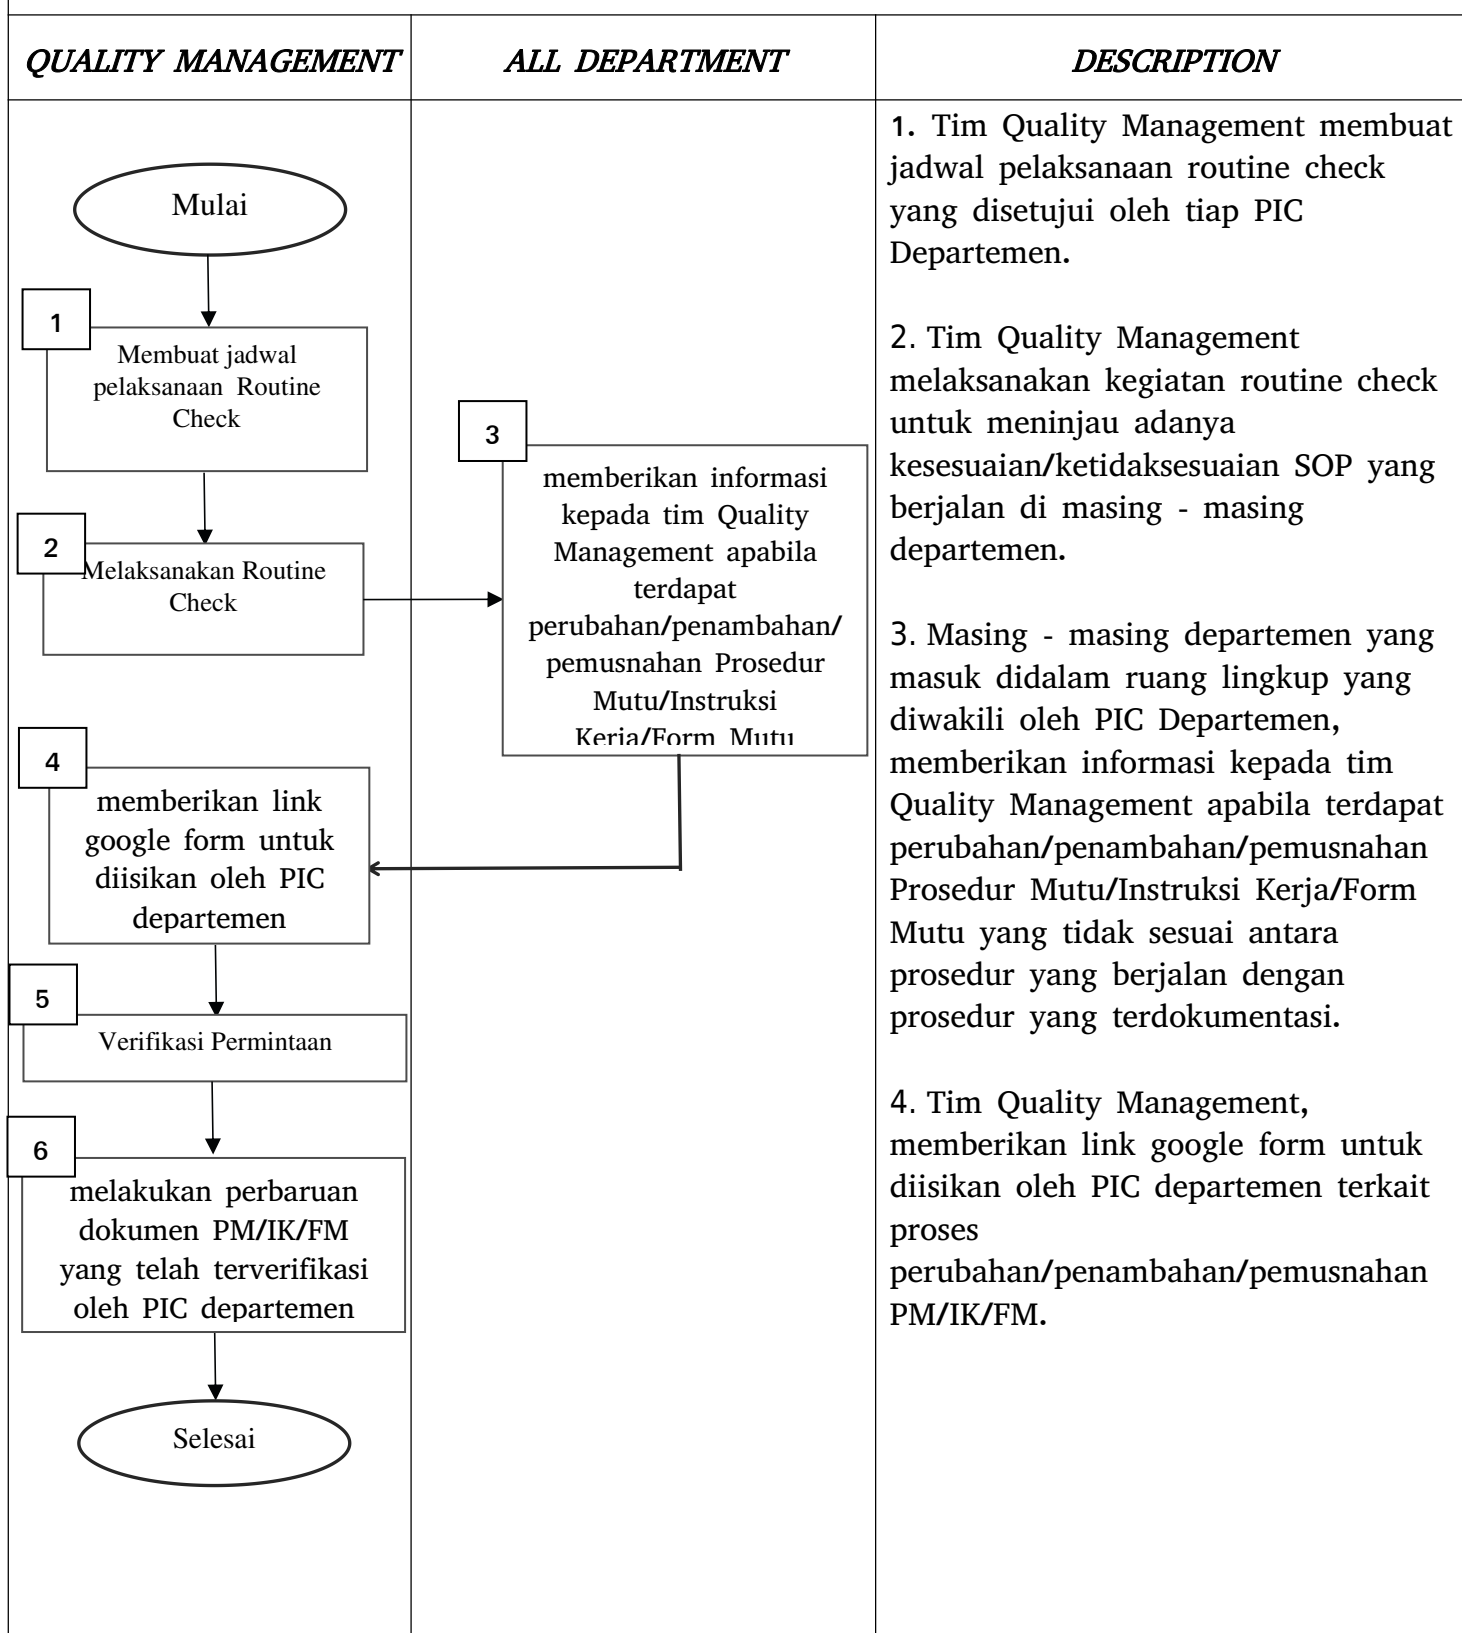 QUALITY MANAGEMENT
ALL DEPARTMENT
DESCRIPTION
Mulai
1
Membuat jadwal
pelaksanaan Routine
Check
2
Melaksanakan Routine
Check
3
memberikan informasi
kepada tim Quality
Management apabila
terdapat
perubahan/penambahan/
pemusnahan Prosedur
Mutu/Instruksi
Kerja/Form Mutu
4
memberikan link
google form untuk
diisikan oleh PIC
departemen
5
Verifikasi Permintaan
6
melakukan perbaruan
dokumen PM/IK/FM
yang telah terverifikasi
oleh PIC departemen
Selesai
1. Tim Quality Management membuat
jadwal pelaksanaan routine check
yang disetujui oleh tiap PIC
Departemen.
2. Tim Quality Management
melaksanakan kegiatan routine check
untuk meninjau adanya
kesesuaian/ketidaksesuaian SOP yang
berjalan di masing - masing
departemen.
3. Masing - masing departemen yang
masuk didalam ruang lingkup yang
diwakili oleh PIC Departemen,
memberikan informasi kepada tim
Quality Management apabila terdapat
perubahan/penambahan/pemusnahan
Prosedur Mutu/Instruksi Kerja/Form
Mutu yang tidak sesuai antara
prosedur yang berjalan dengan
prosedur yang terdokumentasi.
4. Tim Quality Management,
memberikan link google form untuk
diisikan oleh PIC departemen terkait
proses
perubahan/penambahan/pemusnahan
PM/IK/FM.